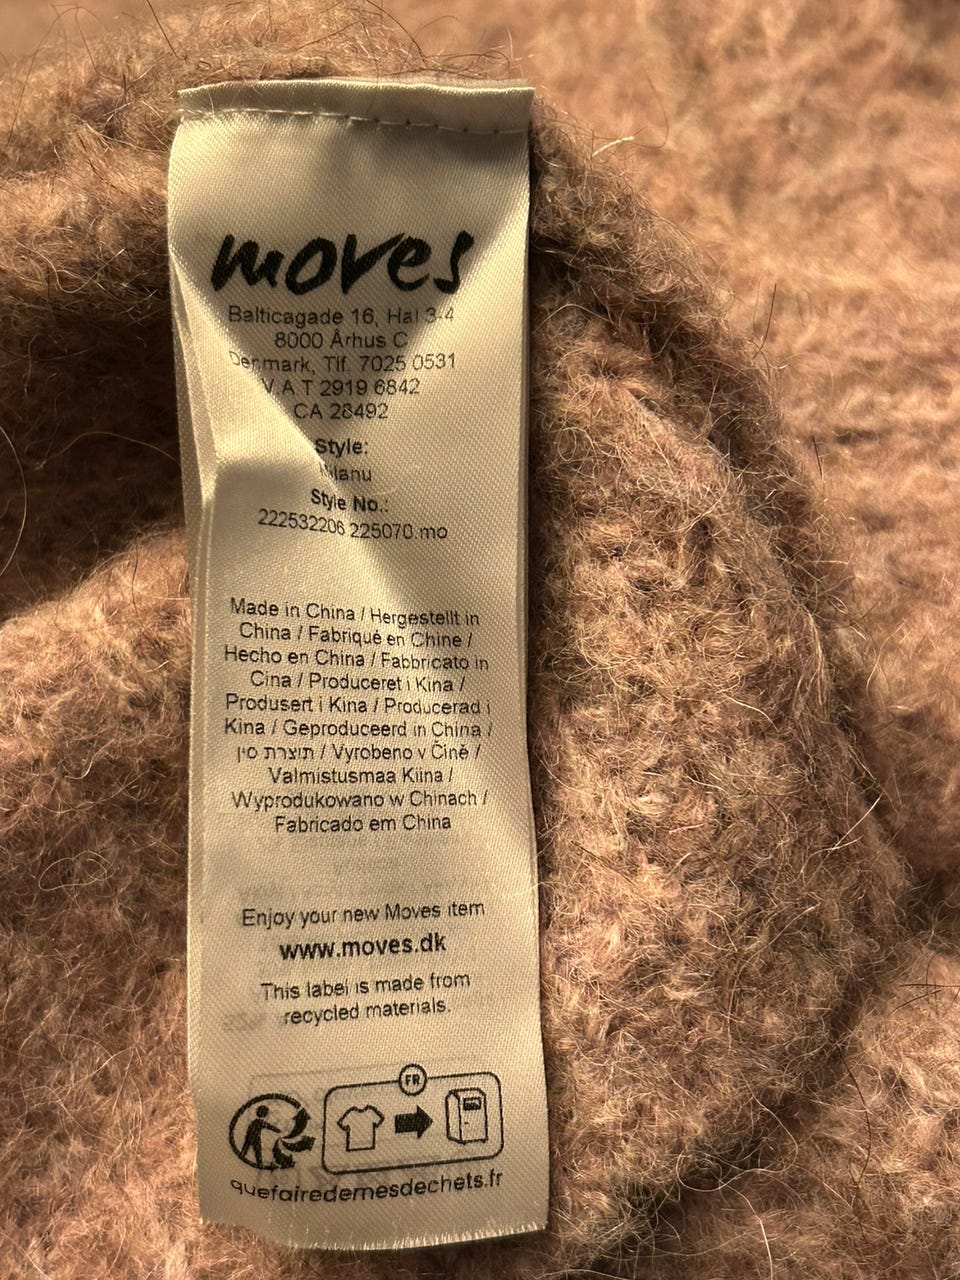 moves
Balticagade 16, Hal 3-4
8000 Århus C
Denmark, Tlf. 7025 0531
V.A.T 2919 6842
CA 28492
Style:
Style No.:
222532206 225070.mo
Made in China / Hergestellt in
China / Fabriqué en Chine /
Hecho en China / Fabbricato in
Cina / Produceret i Kina /
Produsert i Kina / Producerad i
Kina / Geproduceerd in China /
תוצרת סין / Vyrobeno v Číně /
Valmistusmaa Kiina /
Wyprodukowano w Chinach /
Fabricado em China
Enjoy your new Moves item
www.moves.dk
This label is made from
recycled materials.
FR
quefairedemesdechets.fr